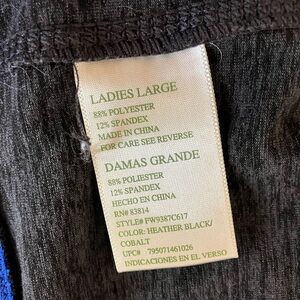 LADIES LARGE
88% POLYESTER
12% SPANDEX
MADE IN CHINA
FOR CARE SEE REVERSE
DAMAS GRANDE
88% POLIESTER
12% SPANDEX
HECHO EN CHINA
RN# 83814
STYLE# FW9387C617
COLOR: HEATHER BLACK/
COBALT
UPC# 795071461026
INDICACIONES EN EL VERSO